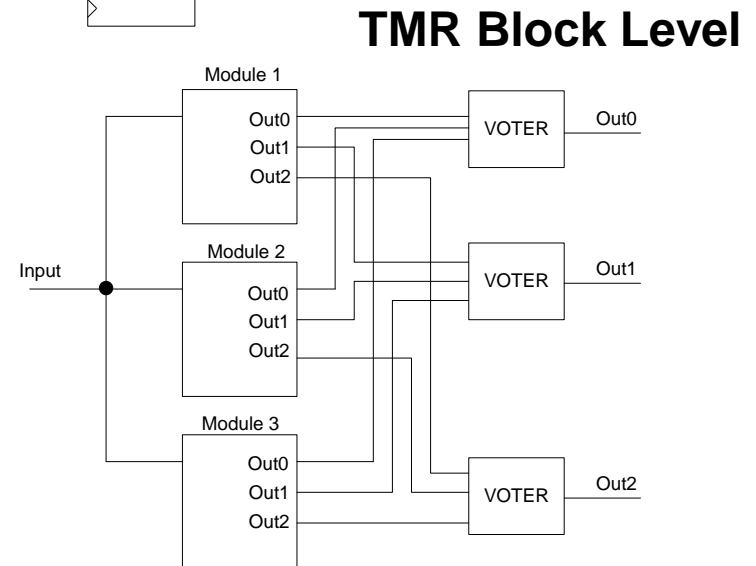 TMR Block Level
Module 1
Out0
Out1
Out2
VOTER
Out0
Input
Module 2
Out0
Out1
Out2
VOTER
Out1
Module 3
Out0
Out1
Out2
VOTER
Out2